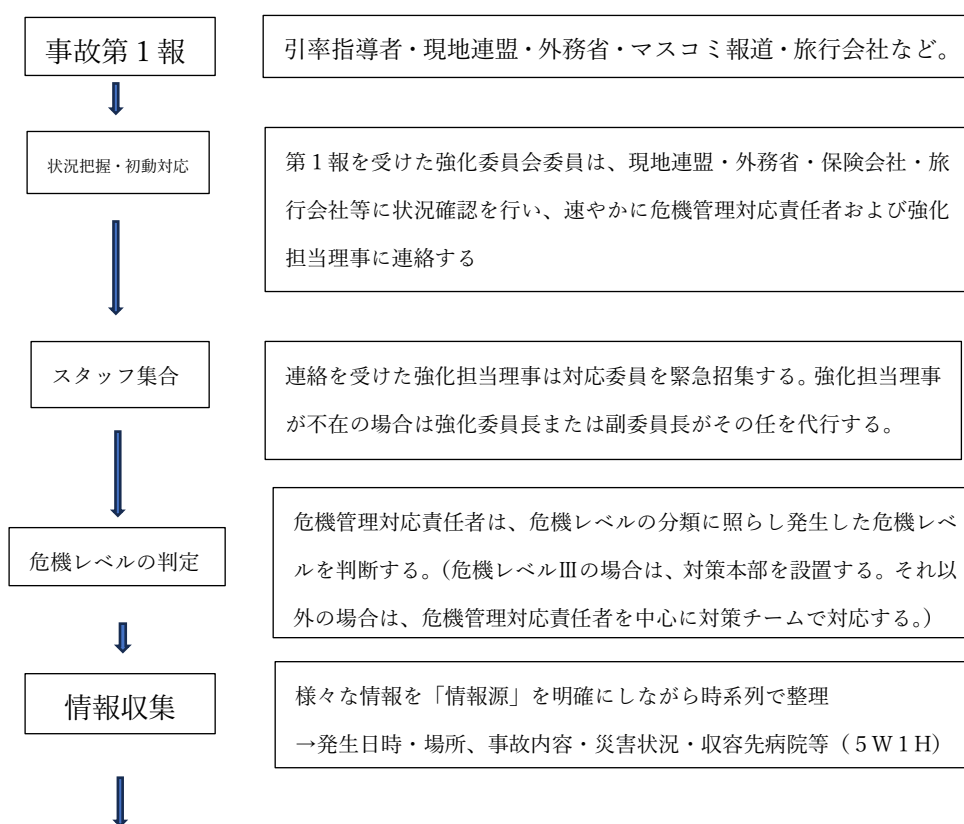 事故第1報
引率指導者・現地連盟・外務省・マスコミ報道・旅行会社など。
状況把握・初動対応
第1報を受けた強化委員会委員は、現地連盟・外務省・保険会社・旅
行会社等に状況確認を行い、速やかに危機管理対応責任者および強化
担当理事に連絡する
スタッフ集合
連絡を受けた強化担当理事は対応委員を緊急招集する。強化担当理事
が不在の場合は強化委員長または副委員長がその任を代行する。
危機レベルの判定
危機管理対応責任者は、危機レベルの分類に照らし発生した危機レベ
ルを判断する。（危機レベルⅢの場合は、対策本部を設置する。それ以
外の場合は、危機管理対応責任者を中心に対策チームで対応する。）
情報収集
様々な情報を「情報源」を明確にしながら時系列で整理
→発生日時・場所、事故内容・災害状況・収容先病院等（５Ｗ１Ｈ）